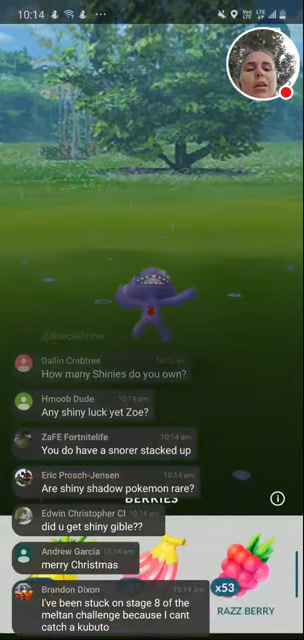 10:14
Dallin Crabtree 10:13 am
How many Shinies do you own?
Hmoob Dude 10:14 am
Any shiny luck yet Zoe?
ZaFE Fortnitelife 10:14 am
You do have a snorer stacked up
Eric Prosch-Jensen 10:14 am
Are shiny shadow pokemon rare?
BERRIES
Edwin Christopher Cl 10:14 am
did u get shiny gible??
Andrew Garcia 10:14 am
merry Christmas
Brandon Dixon 10:14 am
I've been stuck on stage 8 of the
meltan challenge because I cant
catch a kubuto
x53
RAZZ BERRY